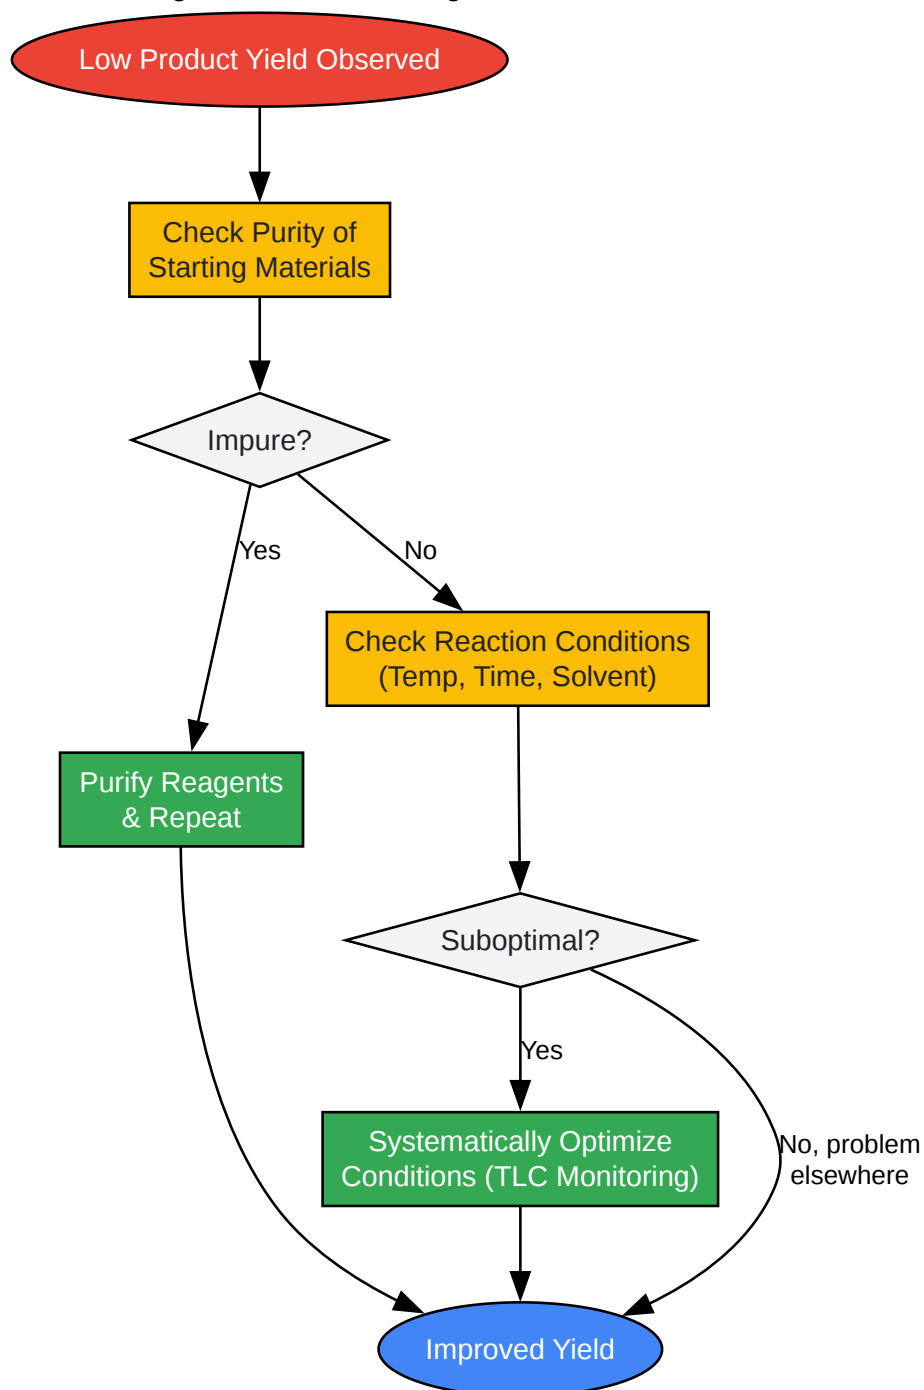 Low Product Yield Observed
Check Purity of
Starting Materials
Impure?
Yes
No
Check Reaction Conditions
(Temp, Time, Solvent)
Purify Reagents
& Repeat
Suboptimal?
Yes
Systematically Optimize
Conditions (TLC Monitoring)
No, problem
elsewhere
Improved Yield